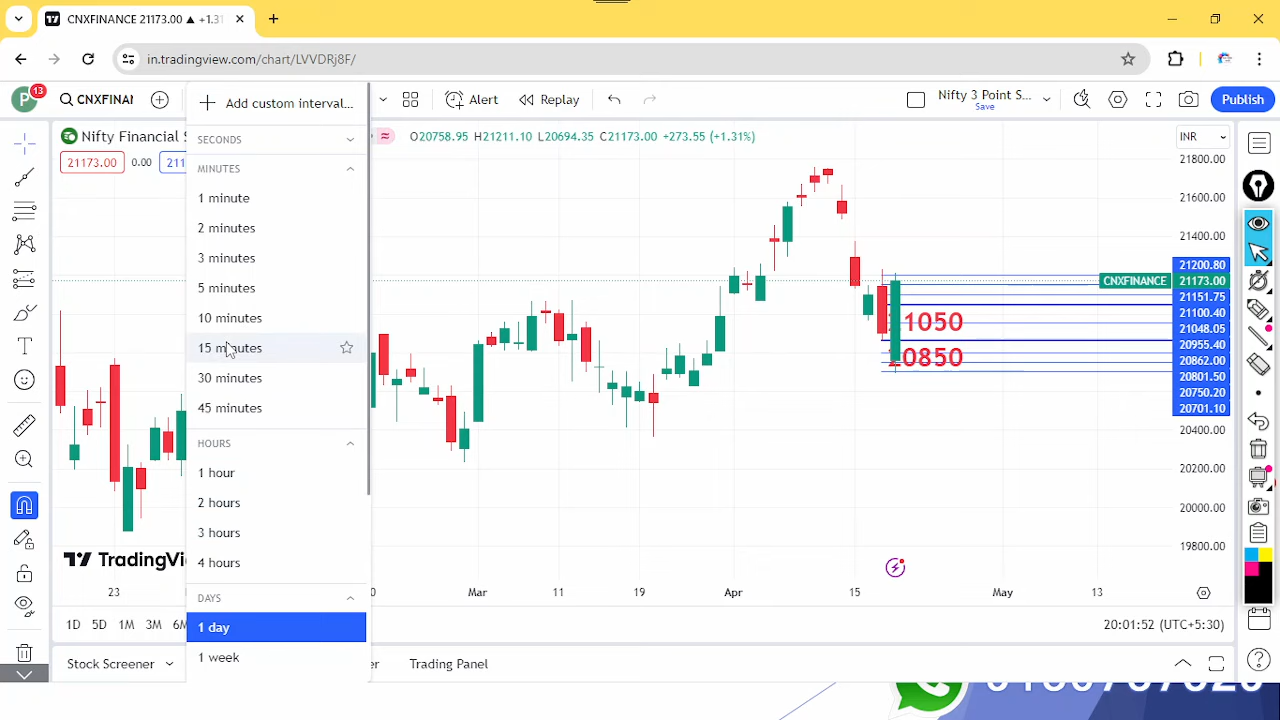 CNXFINANCE 21173.00 ▲ +1.31
in.tradingview.com/chart/LVVDRj8F/
P
13
CNXFINAN
Alert
Replay
Nifty 3 Point S...
Save
Publish
Add custom interval...
SECONDS
MINUTES
1 minute
2 minutes
3 minutes
5 minutes
10 minutes
15 minutes
30 minutes
45 minutes
HOURS
1 hour
2 hours
3 hours
4 hours
DAYS
1 day
1 week
Nifty Financial
O20758.95 H21211.10 L20694.35 C21173.00 +273.55 (+1.31%)
21173.00 0.00
INR
21800.00
21600.00
21400.00
21200.80
CNXFINANCE 21173.00
21151.75
21100.40
21048.05
20955.40
20862.00
20801.50
20750.20
20701.10
20400.00
20200.00
20000.00
19800.00
1050
20850
TradingVie
23 Mar 11 19 Apr 15 May 13
1D 5D 1M 3M 6M
20:01:52 (UTC+5:30)
Stock Screener
Trading Panel